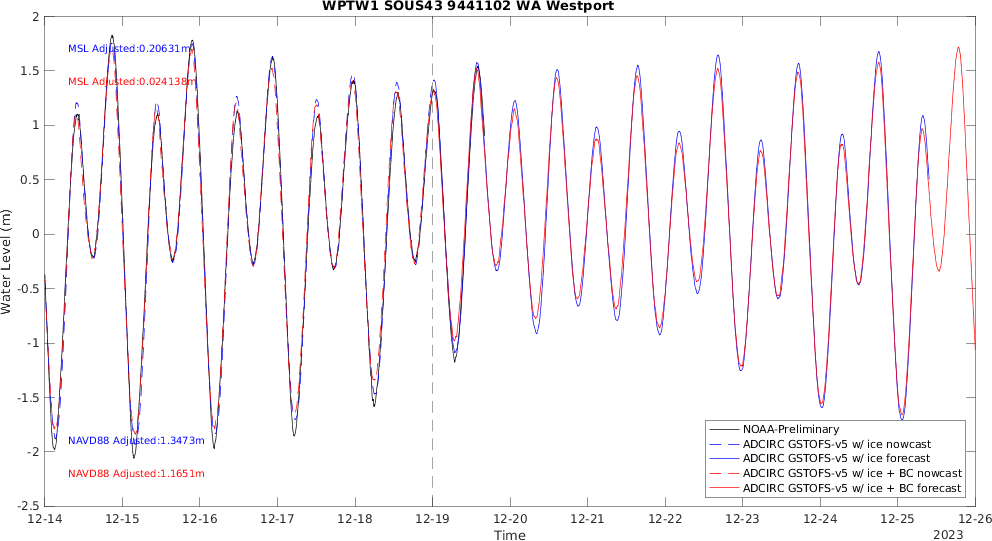 WPTW1 SOUS43 9441102 WA Westport
Water Level (m)
2
1.5
1
0.5
0
-0.5
-1
-1.5
-2
-2.5
MSL Adjusted:0.20631m
MSL Adjusted:0.024138m
NAVD88 Adjusted:1.3473m
NAVD88 Adjusted:1.1651m
NOAA-Preliminary
ADCIRC GSTOFS-v5 w/ ice nowcast
ADCIRC GSTOFS-v5 w/ ice forecast
ADCIRC GSTOFS-v5 w/ ice + BC nowcast
ADCIRC GSTOFS-v5 w/ ice + BC forecast
12-14 12-15 12-16 12-17 12-18 12-19 12-20 12-21 12-22 12-23 12-24 12-25 12-26
Time
2023